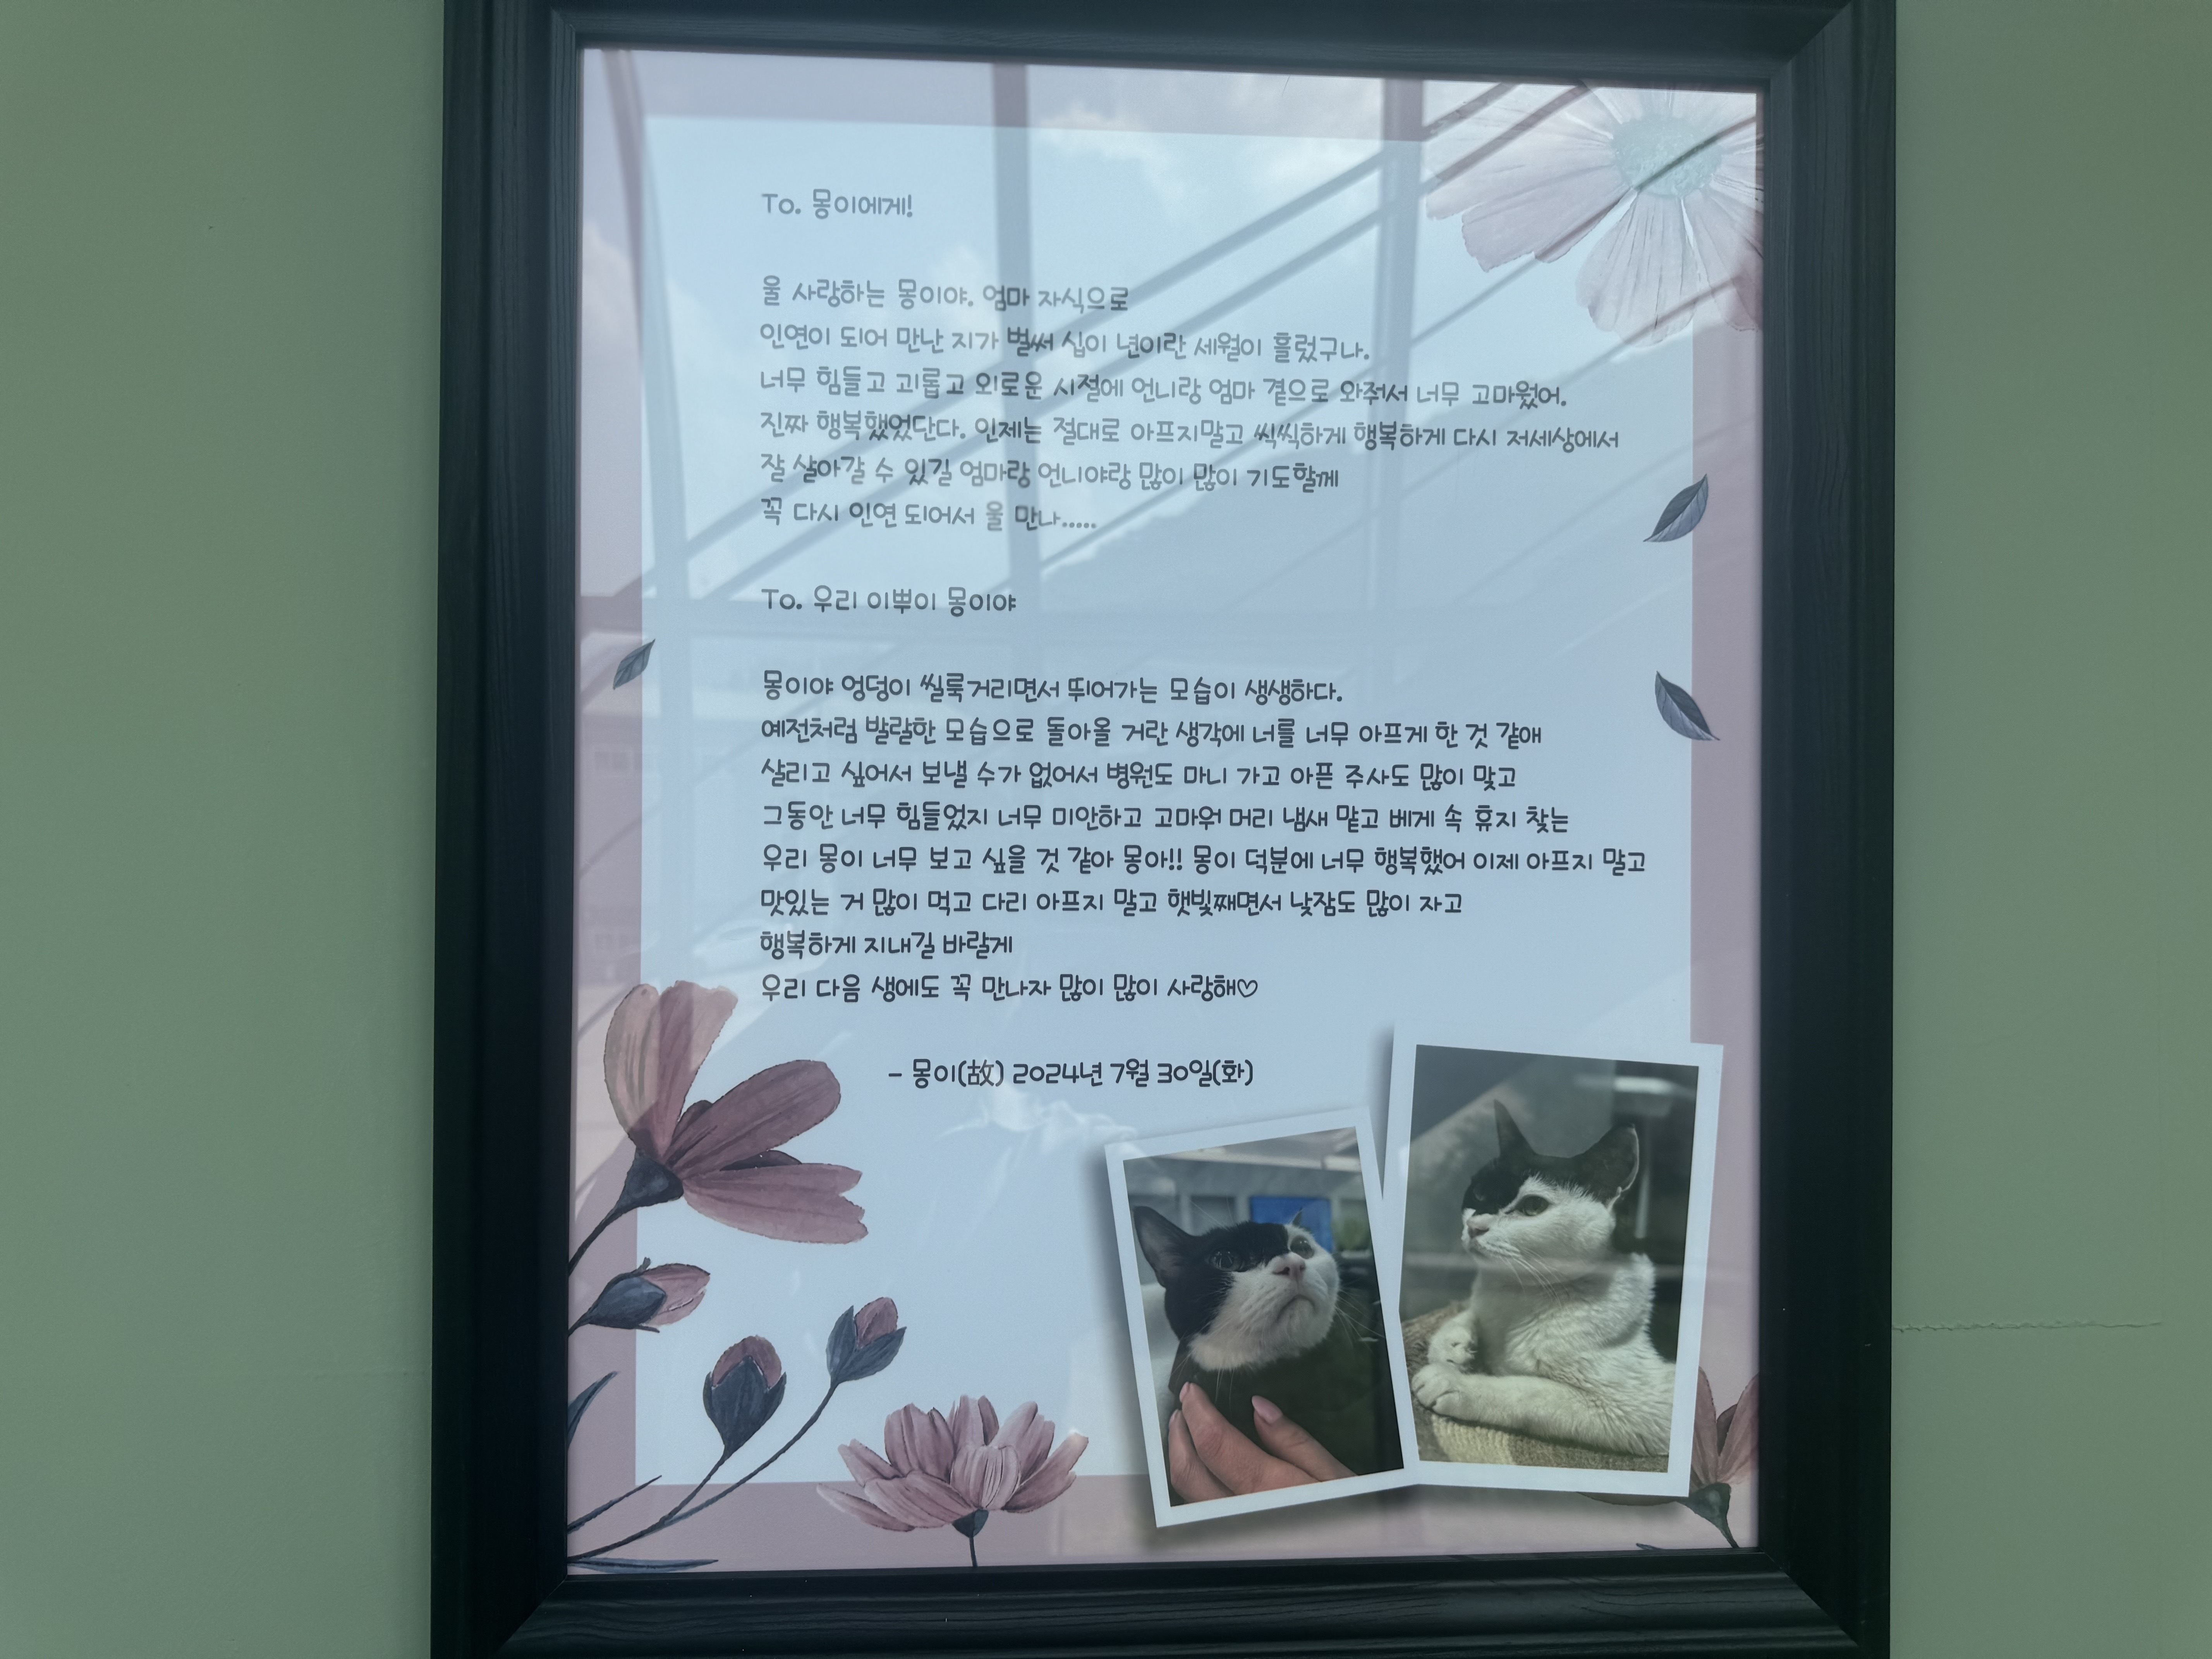 To. 몽이에게!
울 사랑하는 몽이야. 엄마 자식으로
인연이 되어 만난 지가 벌써 십이 년이란 세월이 흘렀구나.
너무 힘들고 괴롭고 외로운 시절에 언니랑 엄마 곁으로 와줘서 너무 고마웠어.
진짜 행복했었단다. 인제는 절대로 아프지말고 씩씩하게 행복하게 다시 저세상에서
잘 살아갈 수 있길 엄마랑 언니야랑 많이 많이 기도할께
꼭 다시 인연 되어서 울 만나.....
To. 우리 이뿌이 몽이야
몽이야 엉덩이 씰룩거리면서 뛰어가는 모습이 생생하다.
예전처럼 발랄한 모습으로 돌아올 거란 생각에 너를 너무 아프게 한 것 같애
살리고 싶어서 보낼 수가 없어서 병원도 마니 가고 아픈 주사도 많이 맞고
그동안 너무 힘들었지 너무 미안하고 고마워 머리 냄새 맡고 베게 속 휴지 찾는
우리 몽이 너무 보고 싶을 것 같아 몽아!! 몽이 덕분에 너무 행복했어 이제 아프지 말고
맛있는 거 많이 먹고 다리 아프지 말고 햇빛째면서 낮잠도 많이 자고
행복하게 지내길 바랄게
우리 다음 생에도 꼭 만나자 많이 많이 사랑해♡
- 몽이(故) 2024년 7월 30일(화)